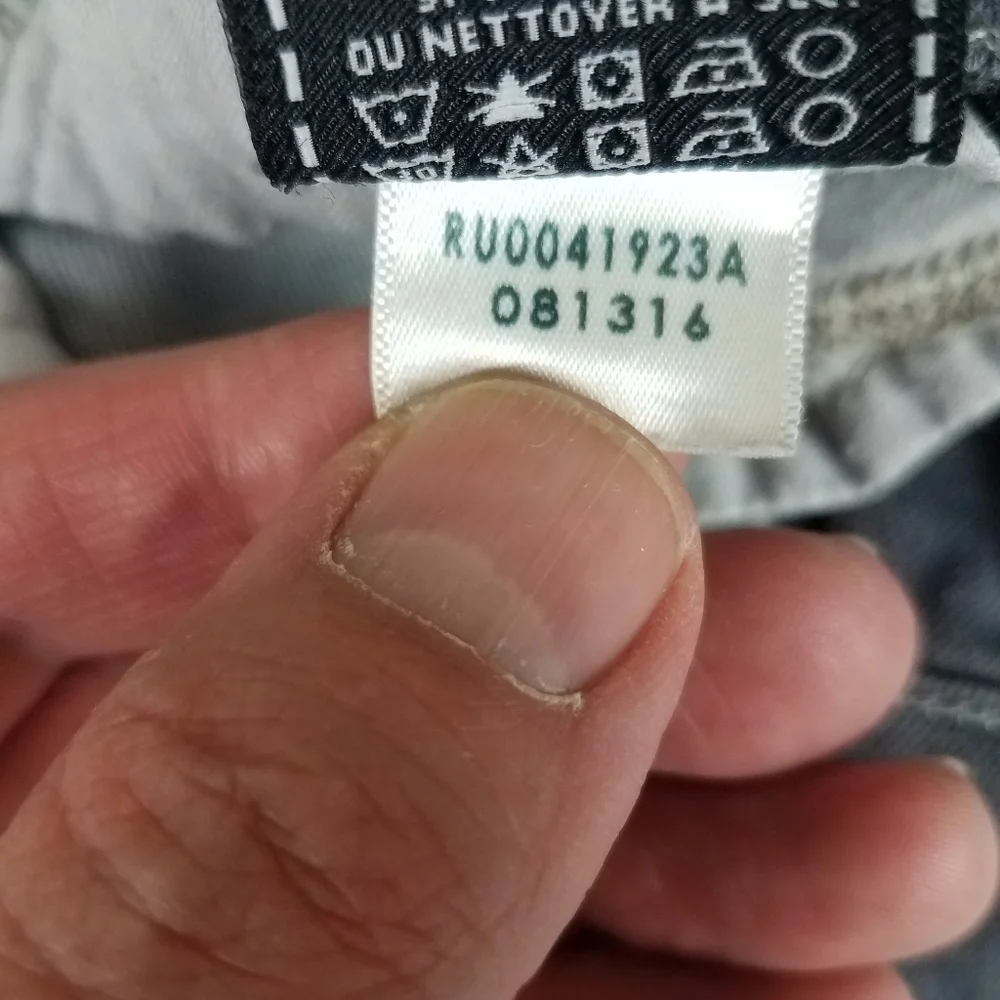 OU NETTOYER A SEC
RU0041923A
081316